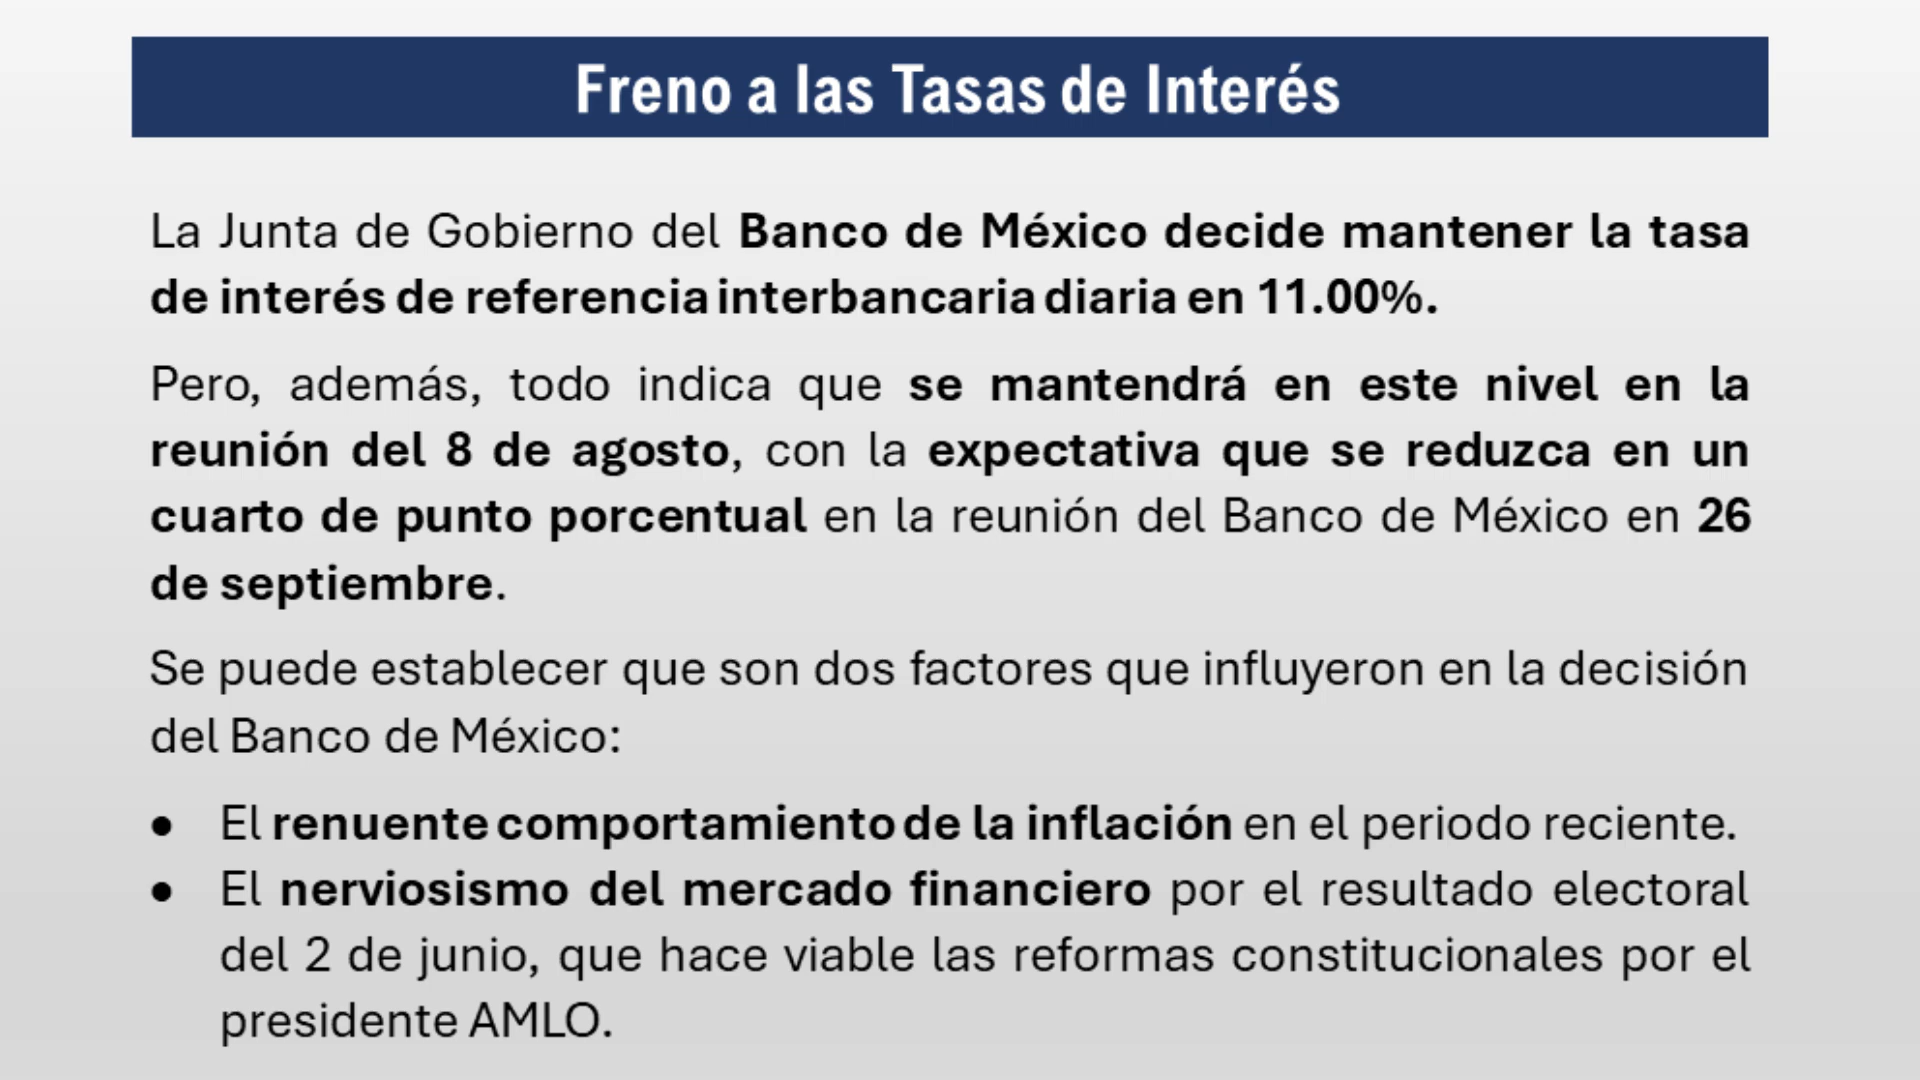 Freno a las Tasas de Interés
La Junta de Gobierno del Banco de México decide mantener la tasa
de interés de referencia interbancaria diaria en 11.00%.
Pero, además, todo indica que se mantendrá en este nivel en la
reunión del 8 de agosto, con la expectativa que se reduzca en un
cuarto de punto porcentual en la reunión del Banco de México en 26
de septiembre.
Se puede establecer que son dos factores que influyeron en la decisión
del Banco de México:
● El renuente comportamiento de la inflación en el periodo reciente.
● El nerviosismo del mercado financiero por el resultado electoral
del 2 de junio, que hace viable las reformas constitucionales por el
presidente AMLO.